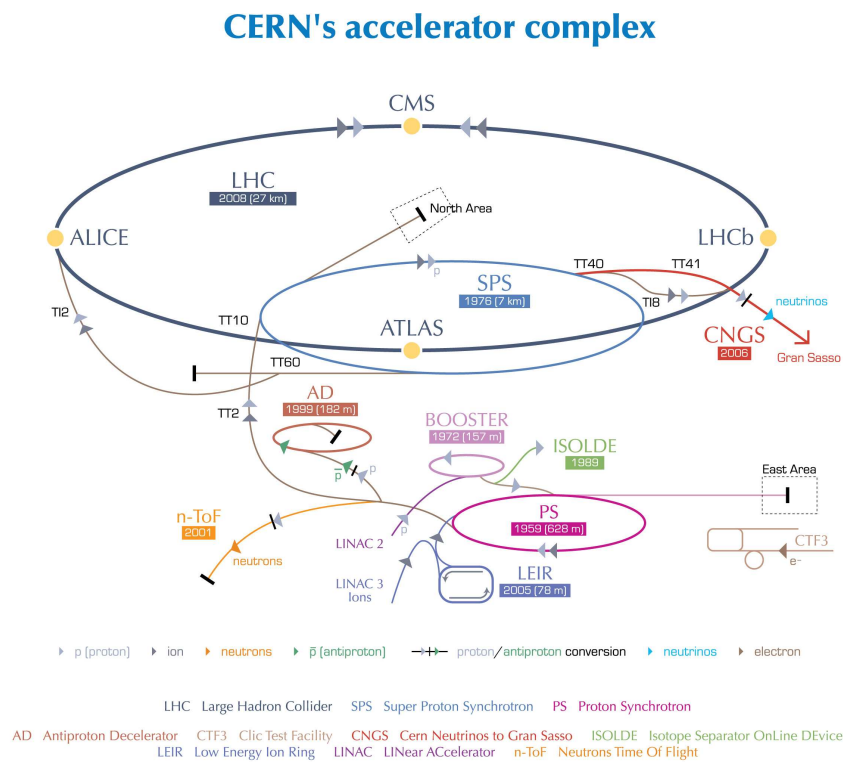 CERN's accelerator complex
CMS
LHC
2008 (27 km)
North Area
ALICE
LHCb
TT40
TT41
SPS
1976 (7 km)
p
TI2
TI8
neutrinos
TT10
ATLAS
CNGS
2006
Gran Sasso
TT60
AD
1999 (182 m)
TT2
BOOSTER
1972 (157 m)
ISOLDE
1989
p̅
p
East Area
n-ToF
2001
p
PS
1959 (628 m)
LINAC 2
neutrons
CTF3
e-
LINAC 3
Ions
LEIR
2005 (78 m)
p (proton) ion neutrons p̅ (antiproton) proton/antiproton conversion neutrinos electron
LHC Large Hadron Collider SPS Super Proton Synchrotron PS Proton Synchrotron
AD Antiproton Decelerator CTF3 Clic Test Facility CNGS Cern Neutrinos to Gran Sasso ISOLDE Isotope Separator OnLine DEvice
LEIR Low Energy Ion Ring LINAC LINear ACcelerator n-ToF Neutrons Time Of Flight